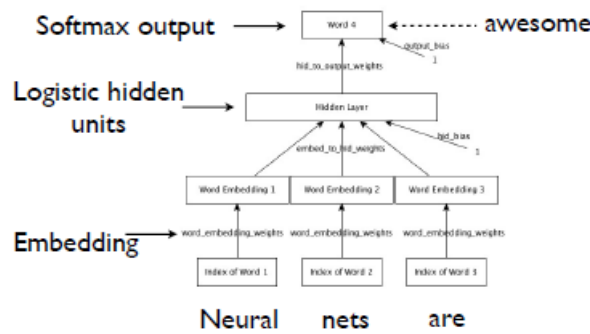 Softmax output
Word 4
awesome
output_bias
1
hid_to_output_weights
Logistic hidden
units
Hidden Layer
hid_bias
1
embed_to_hid_weights
Word Embedding 1
Word Embedding 2
Word Embedding 3
Embedding
word_embedding_weights
word_embedding_weights
word_embedding_weights
Index of Word 1
Index of Word 2
Index of Word 3
Neural nets are